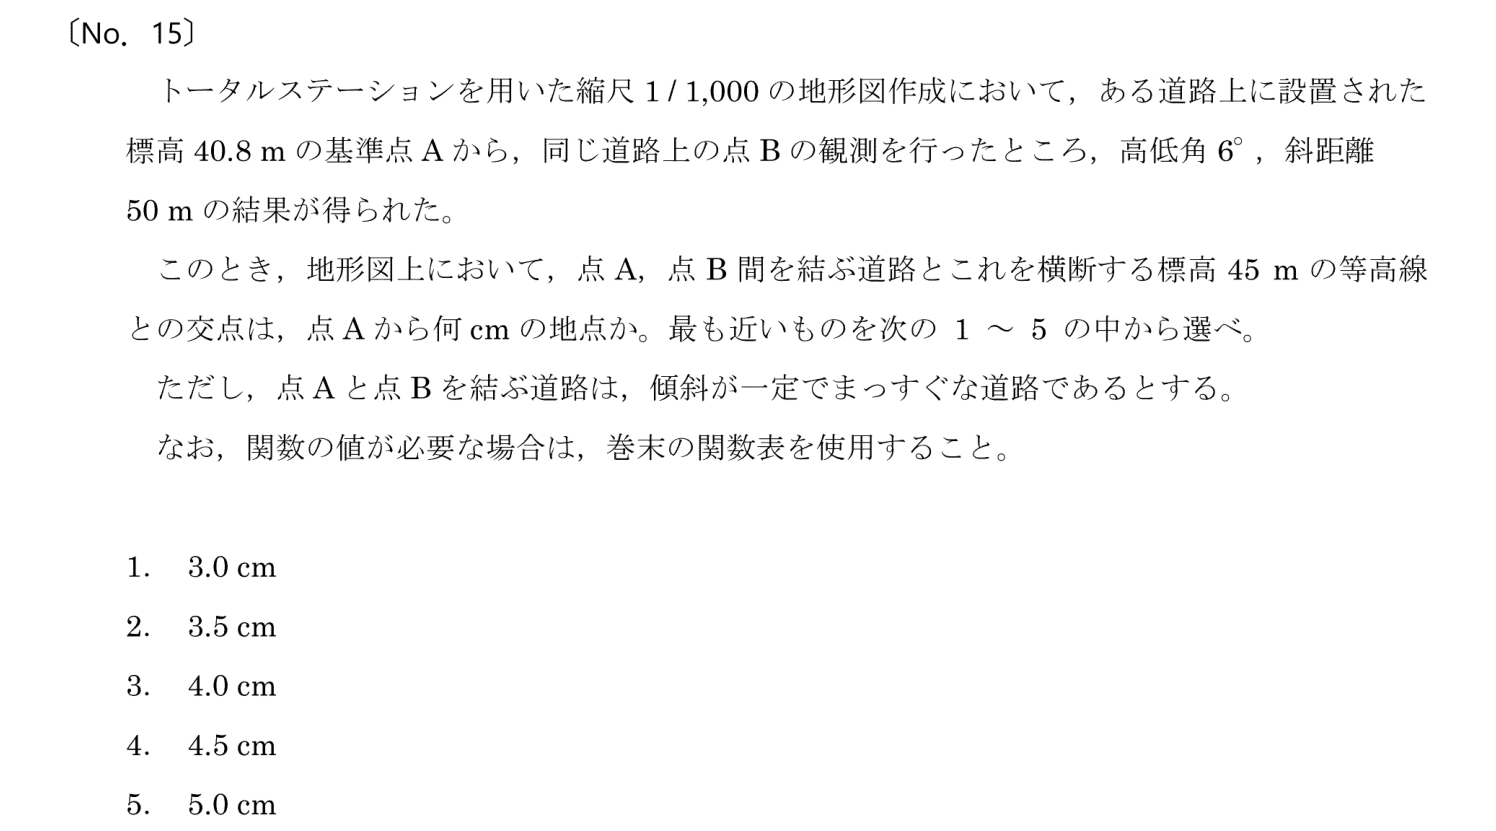 〔No. 15〕
トータルステーションを用いた縮尺 1 / 1,000 の地形図作成において，ある道路上に設置された
標高 40.8 m の基準点 A から，同じ道路上の点 B の観測を行ったところ，高低角 6°，斜距離
50 m の結果が得られた。
このとき，地形図上において，点 A，点 B 間を結ぶ道路とこれを横断する標高 45 m の等高線
との交点は，点 A から何 cm の地点か。最も近いものを次の 1 ～ 5 の中から選べ。
ただし，点 A と点 B を結ぶ道路は，傾斜が一定でまっすぐな道路であるとする。
なお，関数の値が必要な場合は，巻末の関数表を使用すること。
1. 3.0 cm
2. 3.5 cm
3. 4.0 cm
4. 4.5 cm
5. 5.0 cm